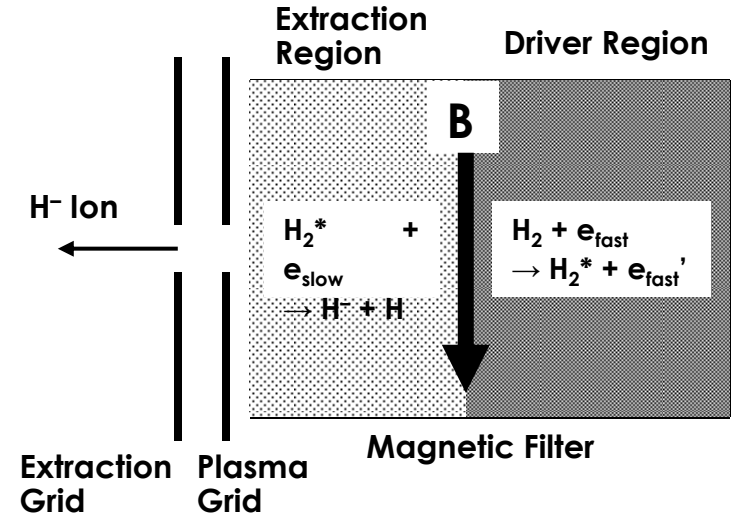 Extraction
Region
Driver Region
B
H⁻ Ion
H₂* +
e_slow
→ H⁻ + H
H₂ + e_fast
→ H₂* + e_fast’
Magnetic Filter
Extraction
Grid
Plasma
Grid